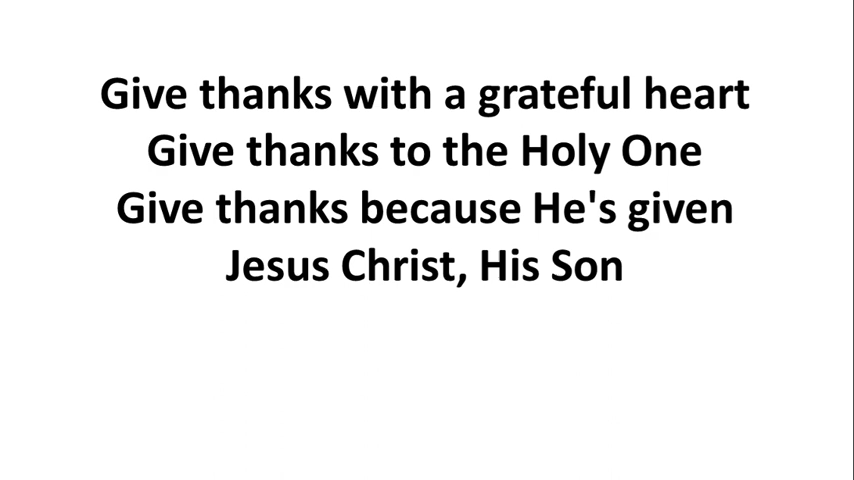 Give thanks with a grateful heart
Give thanks to the Holy One
Give thanks because He's given
Jesus Christ, His Son